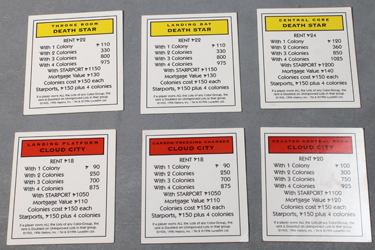 THRONE ROOM
DEATH STAR
RENT 22
With 1 Colony 110
With 2 Colonies 330
With 3 Colonies 800
With 4 Colonies 975
With STARPORT 1150
Mortgage Value 130
Colonies cost 150 each
Starports, 150 plus 4 colonies
LANDING BAY
DEATH STAR
RENT 22
With 1 Colony 110
With 2 Colonies 330
With 3 Colonies 800
With 4 Colonies 975
With STARPORT 1150
Mortgage Value 130
Colonies cost 150 each
Starports, 150 plus 4 colonies
CENTRAL CORE
DEATH STAR
RENT 24
With 1 Colony 120
With 2 Colonies 360
With 3 Colonies 850
With 4 Colonies 1025
With STARPORT 1200
Mortgage Value 140
Colonies cost 150 each
Starports, 150 plus 4 colonies
LANDING PLATFORM
CLOUD CITY
RENT 18
With 1 Colony 90
With 2 Colonies 250
With 3 Colonies 700
With 4 Colonies 875
With STARPORT 1050
Mortgage Value 110
Colonies cost 150 each
Starports, 150 plus 4 colonies
CARBON-FREEZING CHAMBER
CLOUD CITY
RENT 18
With 1 Colony 90
With 2 Colonies 250
With 3 Colonies 700
With 4 Colonies 875
With STARPORT 1050
Mortgage Value 110
Colonies cost 150 each
Starports, 150 plus 4 colonies
REACTOR CONTROL ROOM
CLOUD CITY
RENT 20
With 1 Colony 100
With 2 Colonies 300
With 3 Colonies 750
With 4 Colonies 925
With STARPORT 1100
Mortgage Value 120
Colonies cost 150 each
Starports, 150 plus 4 colonies